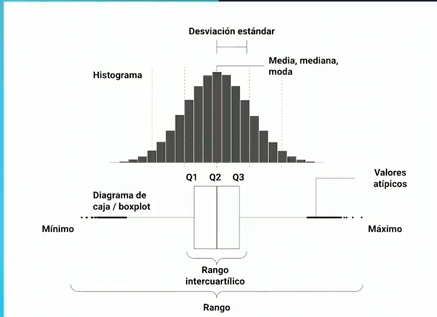 Desviación estándar
Media, mediana,
moda
Histograma
Q1 Q2 Q3
Valores
atípicos
Diagrama de
caja / boxplot
Mínimo
Máximo
Rango
intercuartílico
Rango